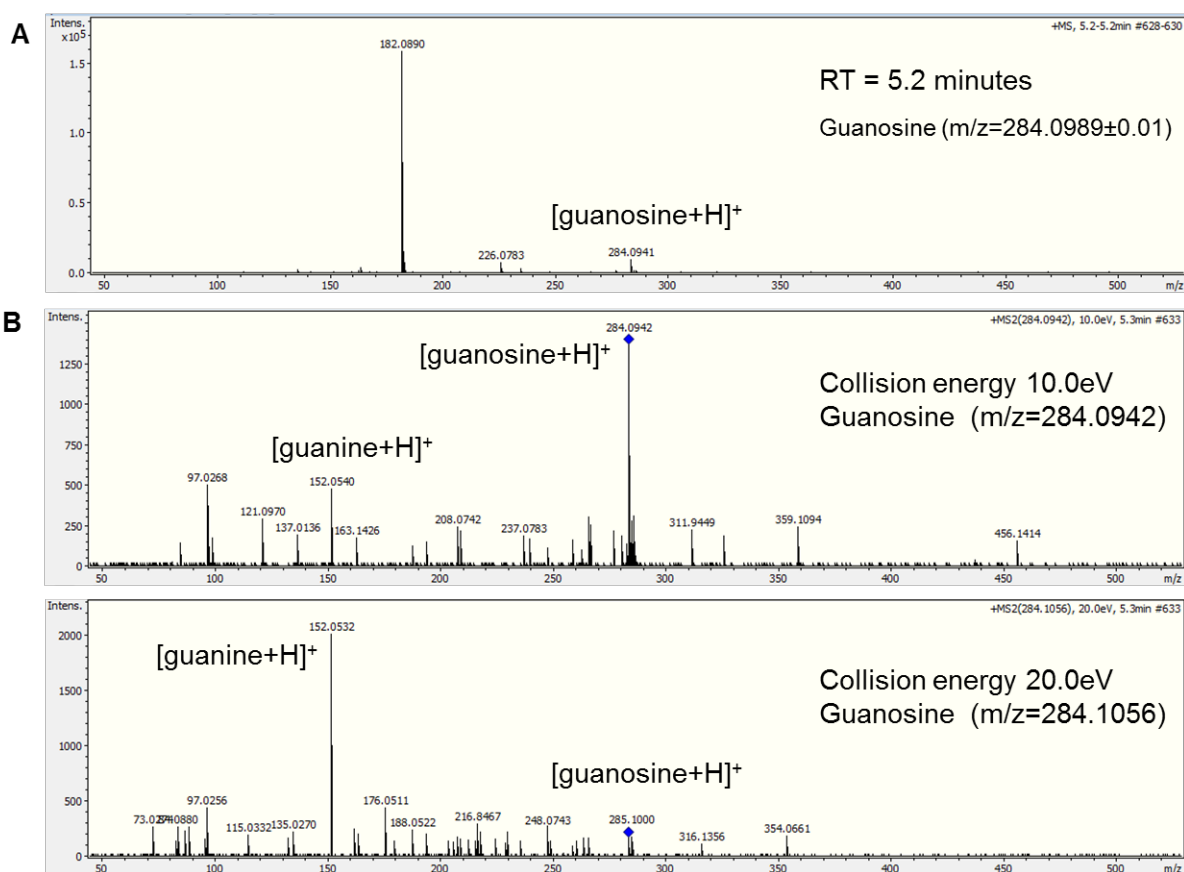 A
Intens.
x10⁵
+MS, 5.2-5.2min #628-630
182.0890
1.5
RT = 5.2 minutes
Guanosine (m/z=284.0989±0.01)
1.0
0.5
[guanosine+H]⁺
226.0783
284.0941
0.0
50 100 150 200 250 300 350 400 450 500 m/z
B
Intens.
+MS2(284.0942), 10.0eV, 5.3min #633
284.0942
[guanosine+H]⁺
1250
Collision energy 10.0eV
1000
Guanosine (m/z=284.0942)
[guanine+H]⁺
750
97.0268
152.0540
500
121.0970
137.0136
163.1426
208.0742
237.0783
311.9449
359.1094
456.1414
250
0
50 100 150 200 250 300 350 400 450 500 m/z
Intens.
+MS2(284.1056), 20.0eV, 5.3min #633
152.0532
2000
[guanine+H]⁺
Collision energy 20.0eV
1500
Guanosine (m/z=284.1056)
1000
[guanosine+H]⁺
500
97.0256
176.0511
115.0332
135.0270
188.0522
216.8467
248.0743
285.1000
316.1356
354.0661
0
50 100 150 200 250 300 350 400 450 500 m/z